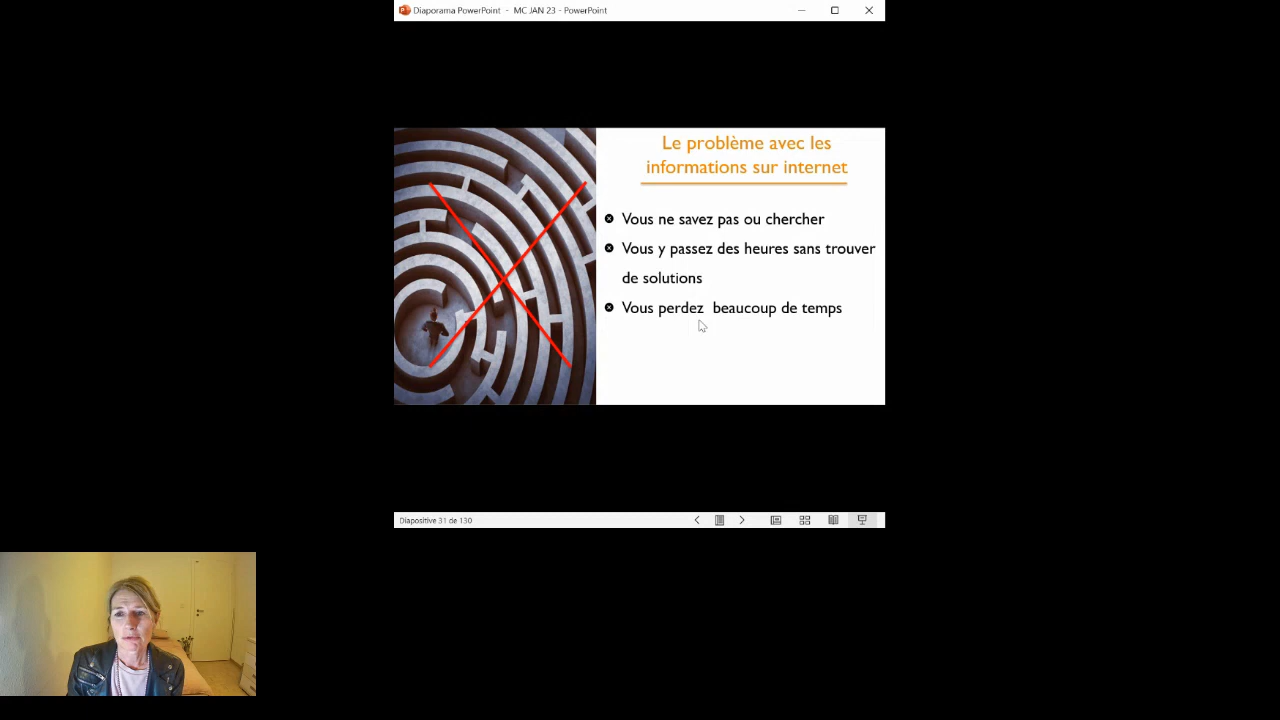 Diaporama PowerPoint - MC JAN 23 - PowerPoint
Le problème avec les
informations sur internet
Vous ne savez pas ou chercher
Vous y passez des heures sans trouver
de solutions
Vous perdez  beaucoup de temps
Diapositive 31 de 130